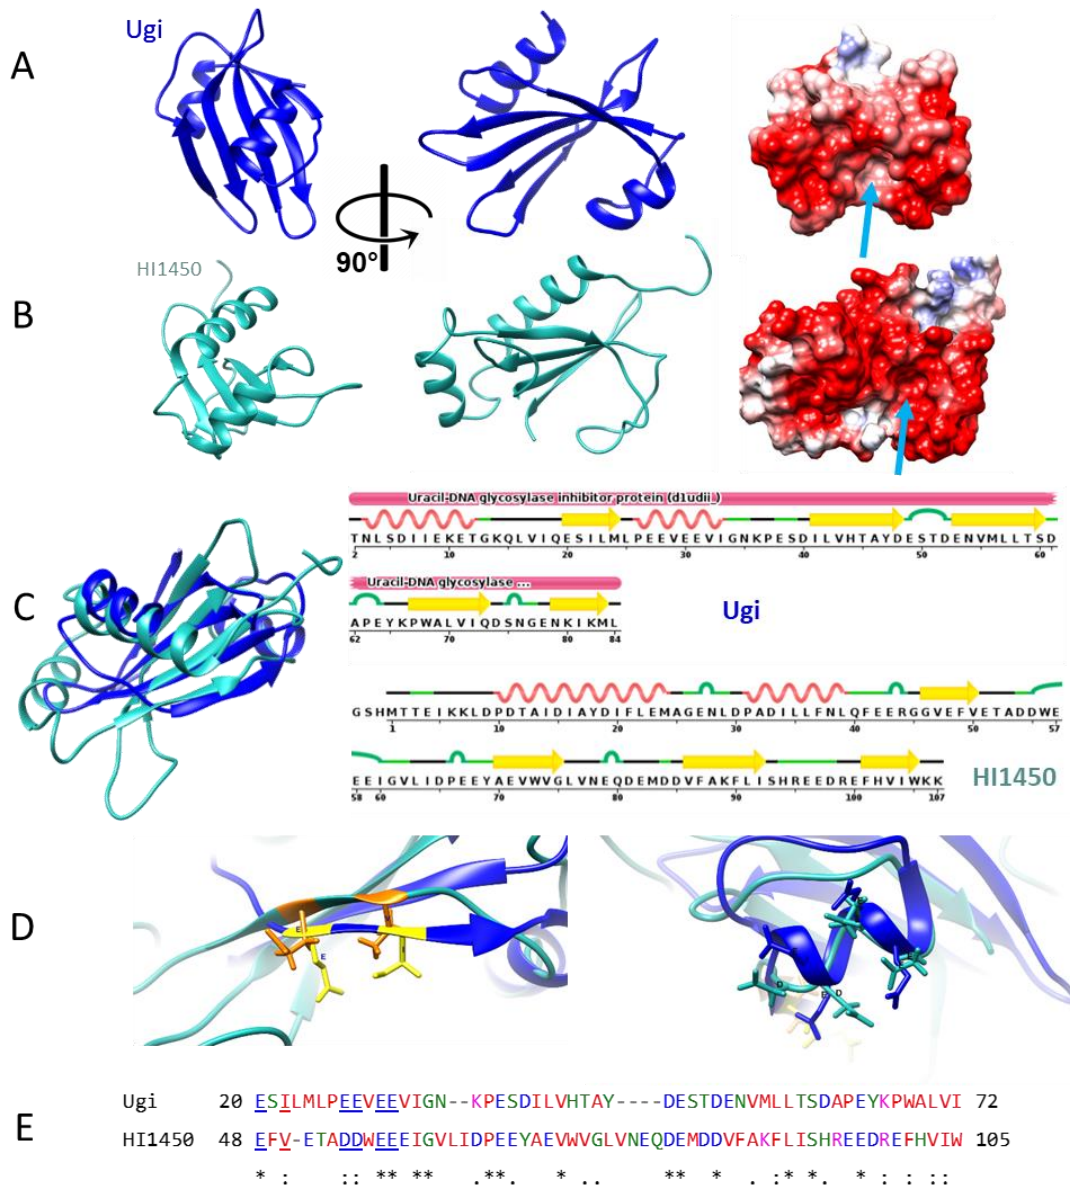 Ugi
A
90°
HI1450
B
C
Uracil-DNA glycosylase inhibitor protein (d1udii_)
TNLSDIIEKETGKQLVIQESILMLPEEVEEVIGNKPESDILVHTAYDESTDENVMLLTSD
2 10 20 30 40 50 60
Uracil-DNA glycosylase ...
APEYKPWALVIQDSNGENKIKML
62 70 80 84
Ugi
GSHMTTEIKKLDPDTAIDIAYDIFLEMAGENLDPADILLFNLQFEERGGVEFVETADDWE
1 10 20 30 40 50 57
EEIGVLIDPEEYAEVWVGLVNEQDEMDDVFAKFLISHREEDREFHVIWKK
58 60 70 80 90 100 107
HI1450
D
E E
E D
E
Ugi 20 ESILMLPEEVEEVIGN--KPESDILVHTAY----DESTDENVMLLTSDAPEYKPWALVI 72
HI1450 48 EFV-ETADDWEEEIGVLIDPEEYAEVWVGLVNEQDEMDDVFAKFLISHREEDREFHVIW 105
* : :: ** ** .**. * .. ** * :* *. * : : ::